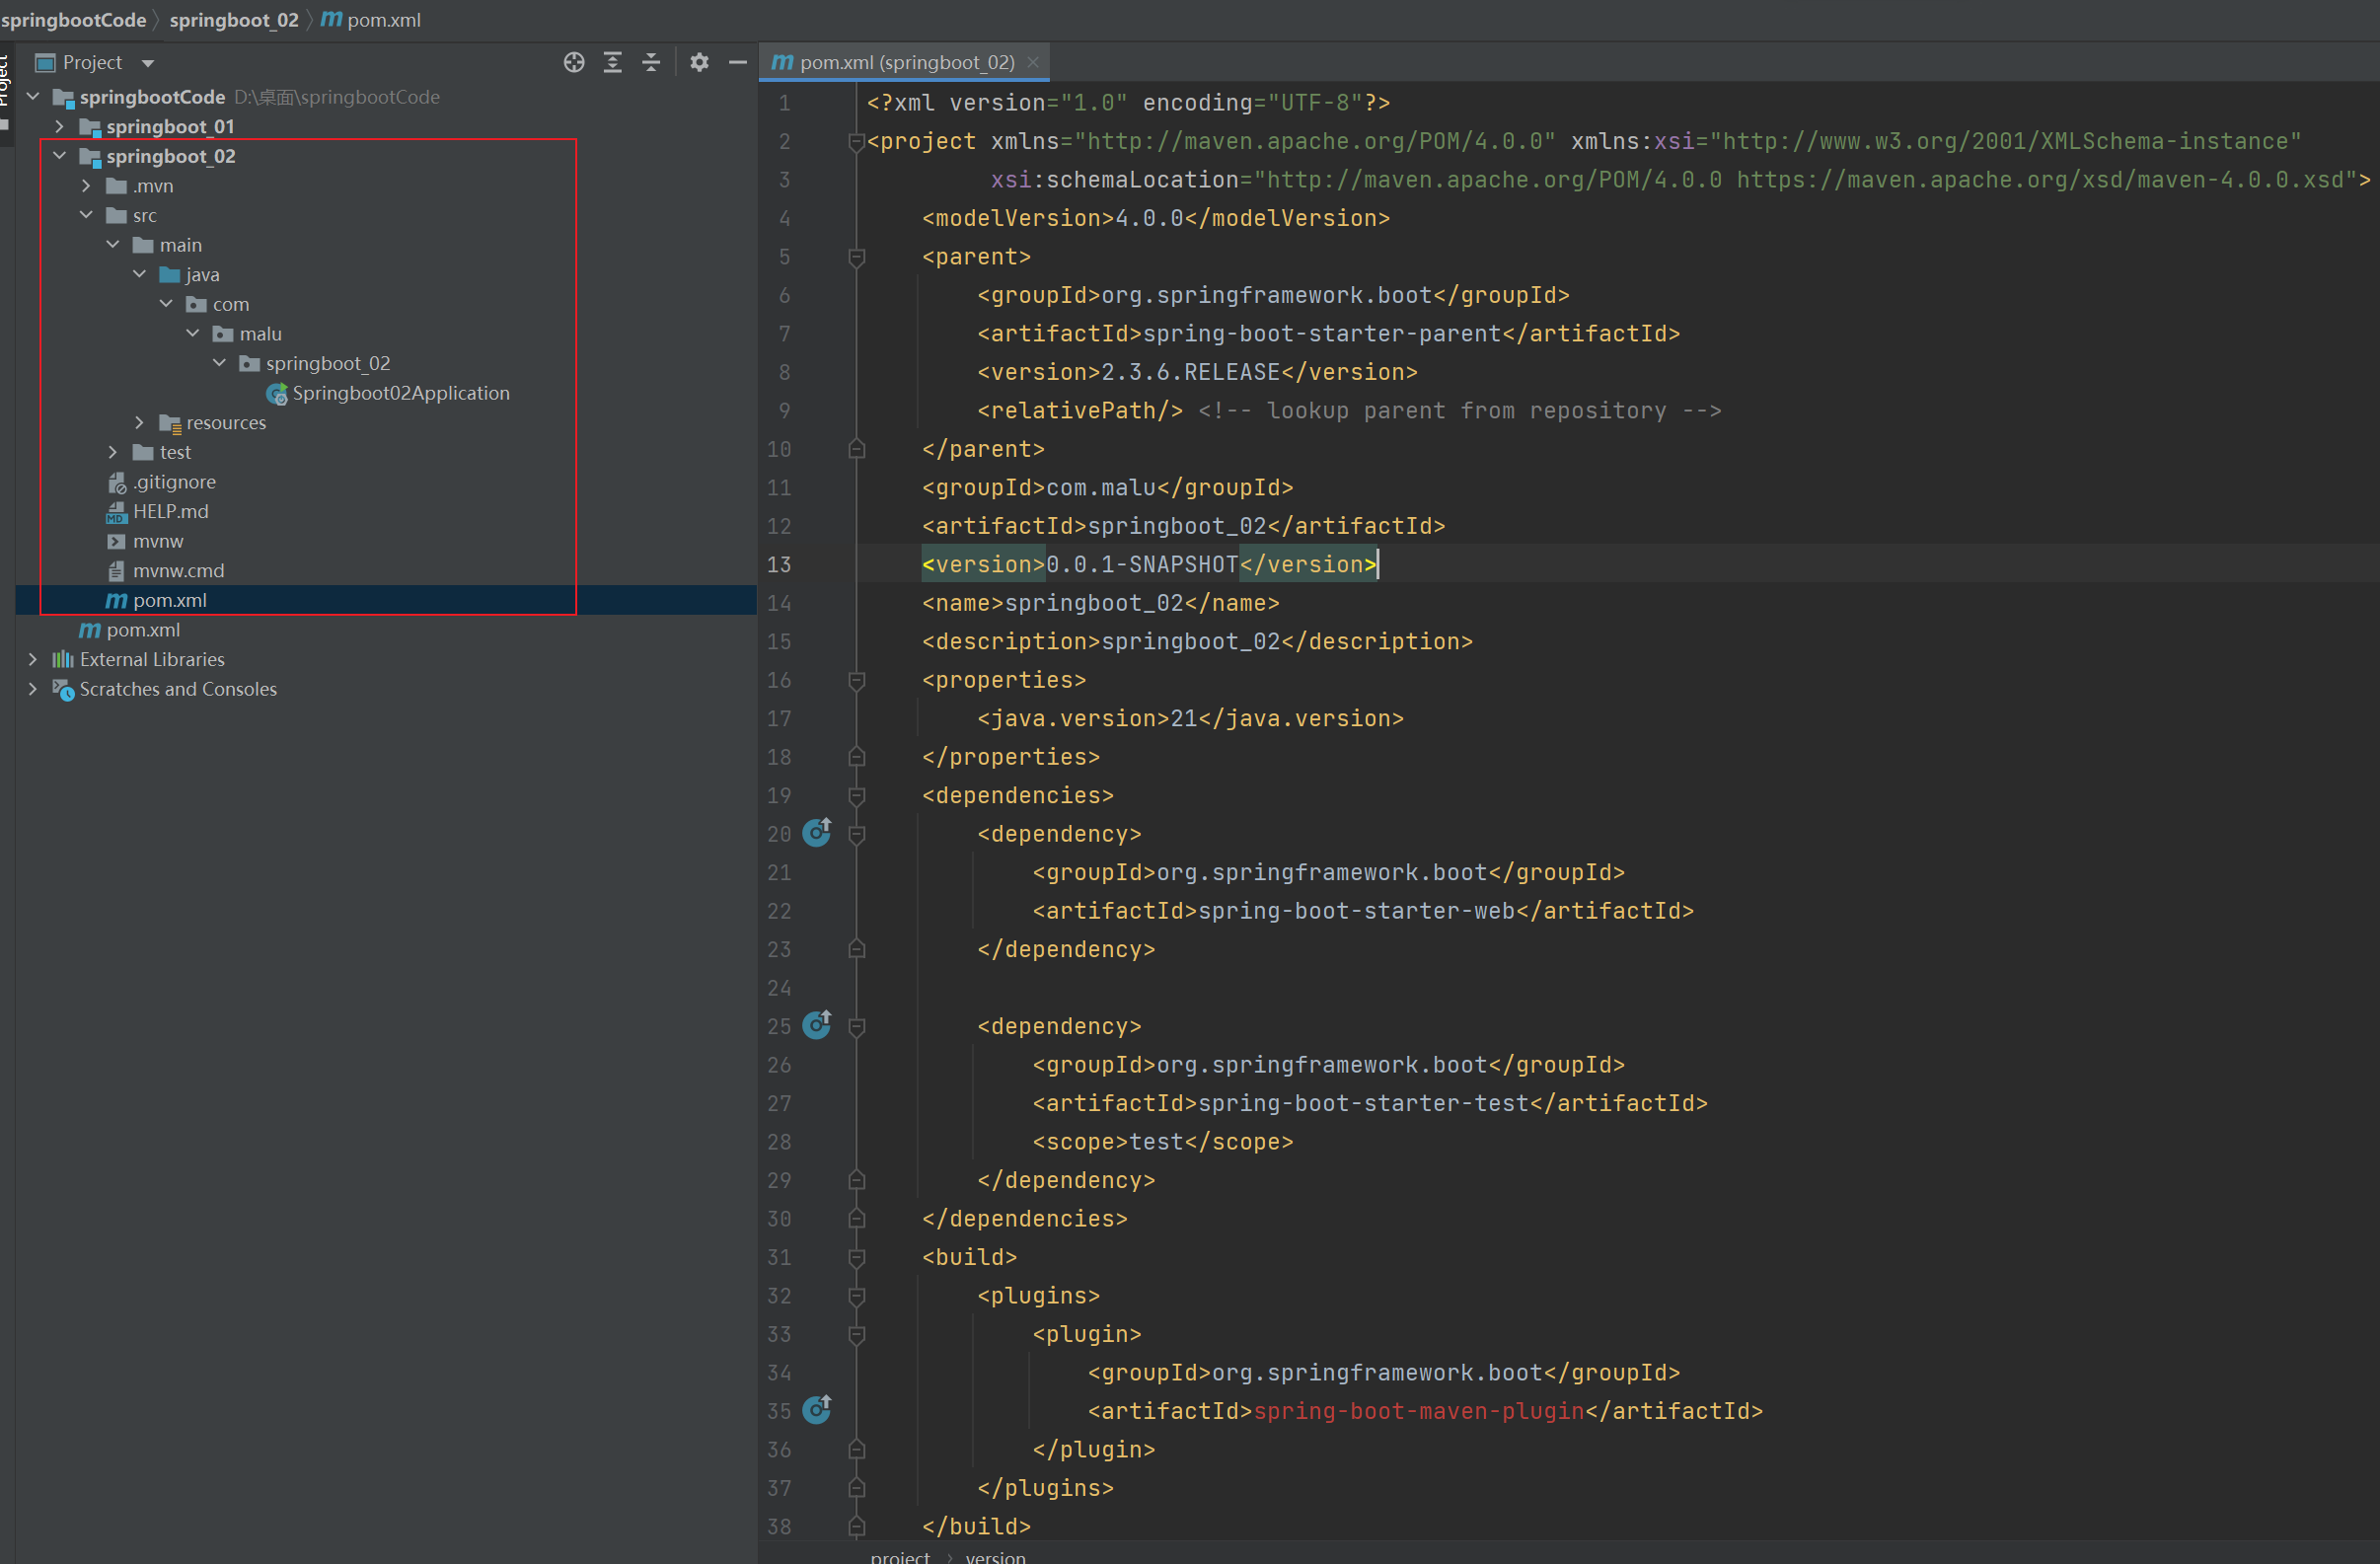 springbootCode springboot_02 pom.xml
Project
Project
springbootCode D:\桌面\springbootCode
springboot_01
springboot_02
.mvn
src
main
java
com
malu
springboot_02
Springboot02Application
resources
test
.gitignore
HELP.md
mvnw
mvnw.cmd
pom.xml
pom.xml
External Libraries
Scratches and Consoles
pom.xml (springboot_02)
1 <?xml version="1.0" encoding="UTF-8"?>
2 <project xmlns="http://maven.apache.org/POM/4.0.0" xmlns:xsi="http://www.w3.org/2001/XMLSchema-instance"
3 xsi:schemaLocation="http://maven.apache.org/POM/4.0.0 https://maven.apache.org/xsd/maven-4.0.0.xsd">
4 <modelVersion>4.0.0</modelVersion>
5 <parent>
6 <groupId>org.springframework.boot</groupId>
7 <artifactId>spring-boot-starter-parent</artifactId>
8 <version>2.3.6.RELEASE</version>
9 <relativePath/> <!-- lookup parent from repository -->
10 </parent>
11 <groupId>com.malu</groupId>
12 <artifactId>springboot_02</artifactId>
13 <version>0.0.1-SNAPSHOT</version>
14 <name>springboot_02</name>
15 <description>springboot_02</description>
16 <properties>
17 <java.version>21</java.version>
18 </properties>
19 <dependencies>
20 <dependency>
21 <groupId>org.springframework.boot</groupId>
22 <artifactId>spring-boot-starter-web</artifactId>
23 </dependency>
24
25 <dependency>
26 <groupId>org.springframework.boot</groupId>
27 <artifactId>spring-boot-starter-test</artifactId>
28 <scope>test</scope>
29 </dependency>
30 </dependencies>
31 <build>
32 <plugins>
33 <plugin>
34 <groupId>org.springframework.boot</groupId>
35 <artifactId>spring-boot-maven-plugin</artifactId>
36 </plugin>
37 </plugins>
38 </build>
project › version